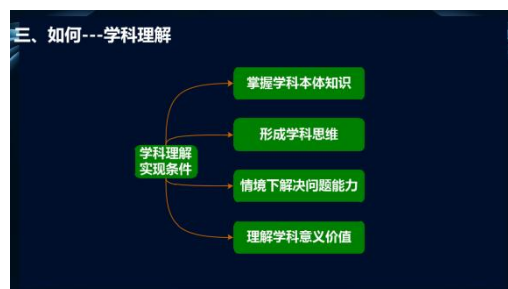 三、如何---学科理解
掌握学科本体知识
形成学科思维
学科理解
实现条件
情境下解决问题能力
理解学科意义价值